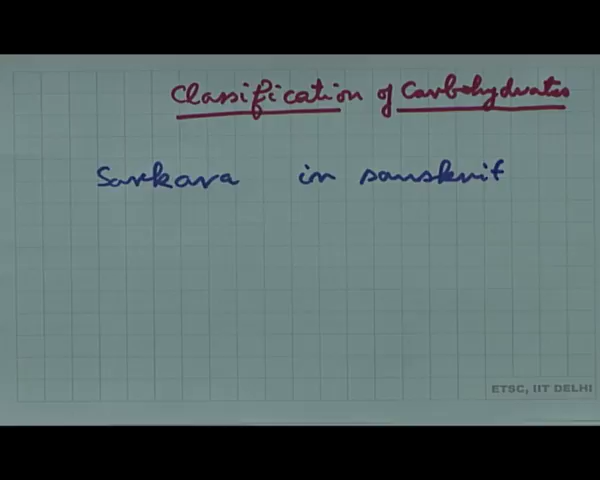 Classification of Carbohydrates
Sarkara in sanskrit
ETSC, IIT DELHI